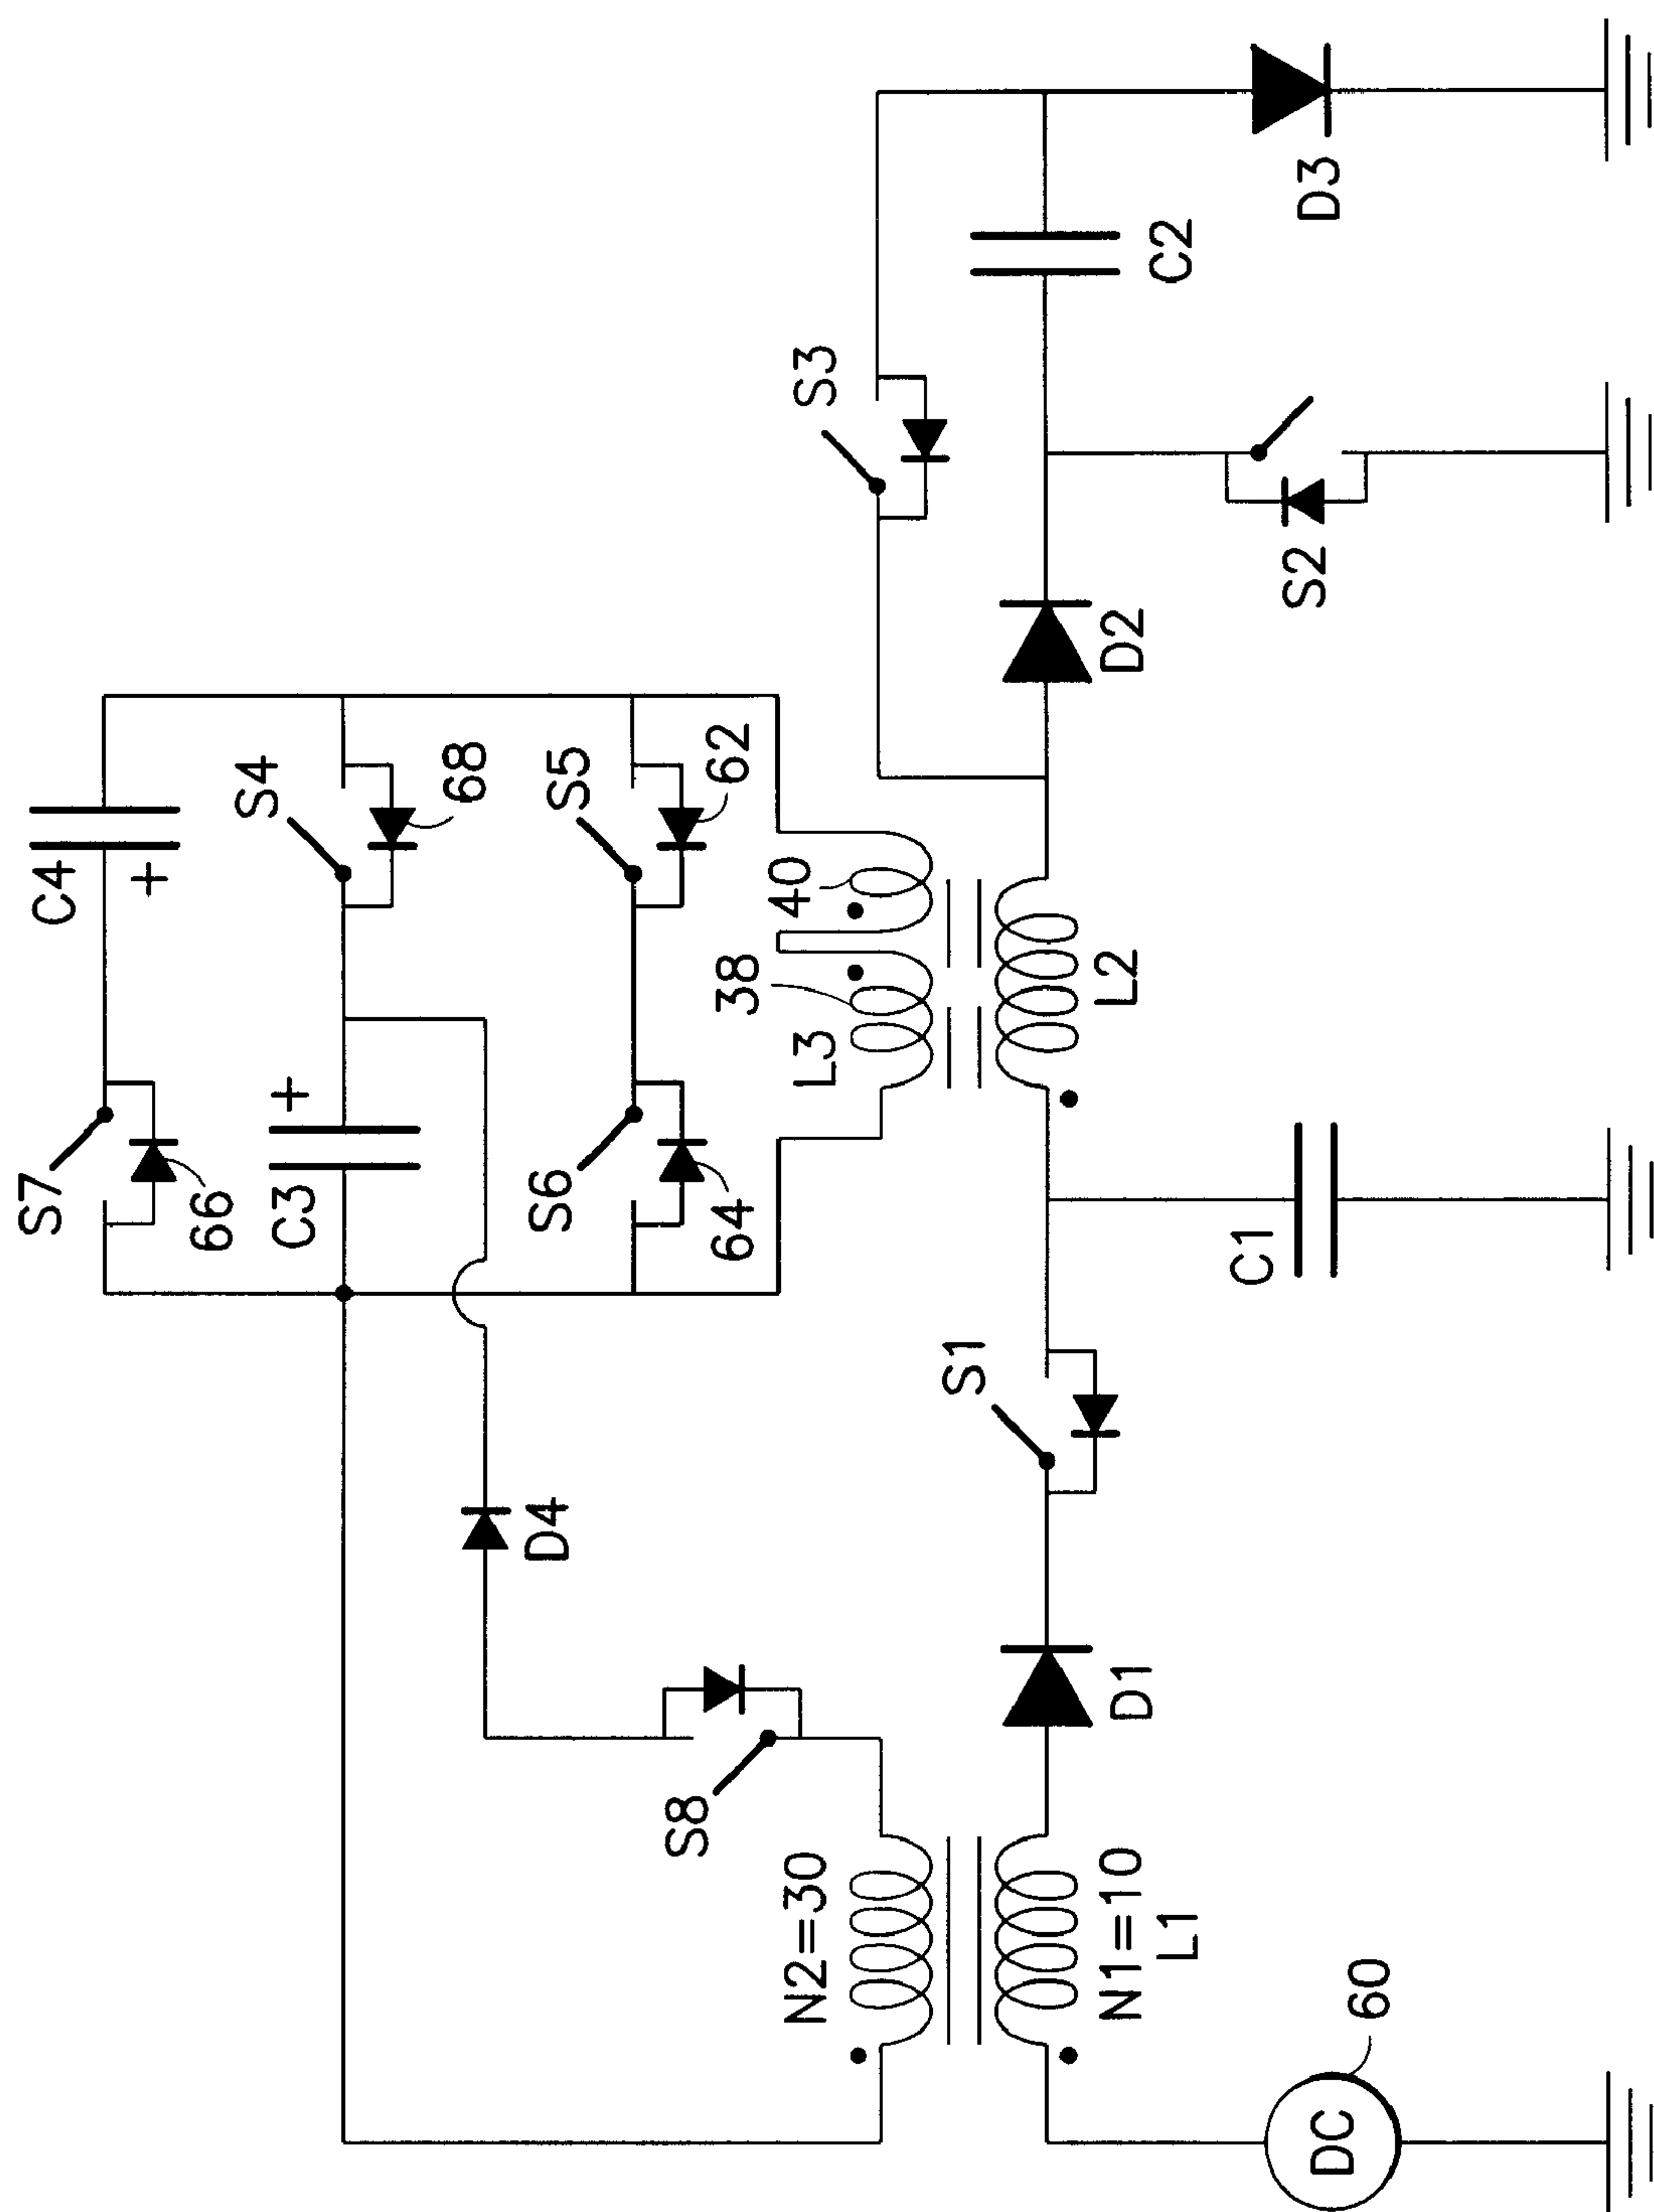 S7
C4
+
66
S4
C3
+
68
D4
S6
S5
S8
64
38
62
N2=30
L3
40
S3
S1
N1=10
L1
D1
L2
D2
C2
C1
S2
D3
DC
60